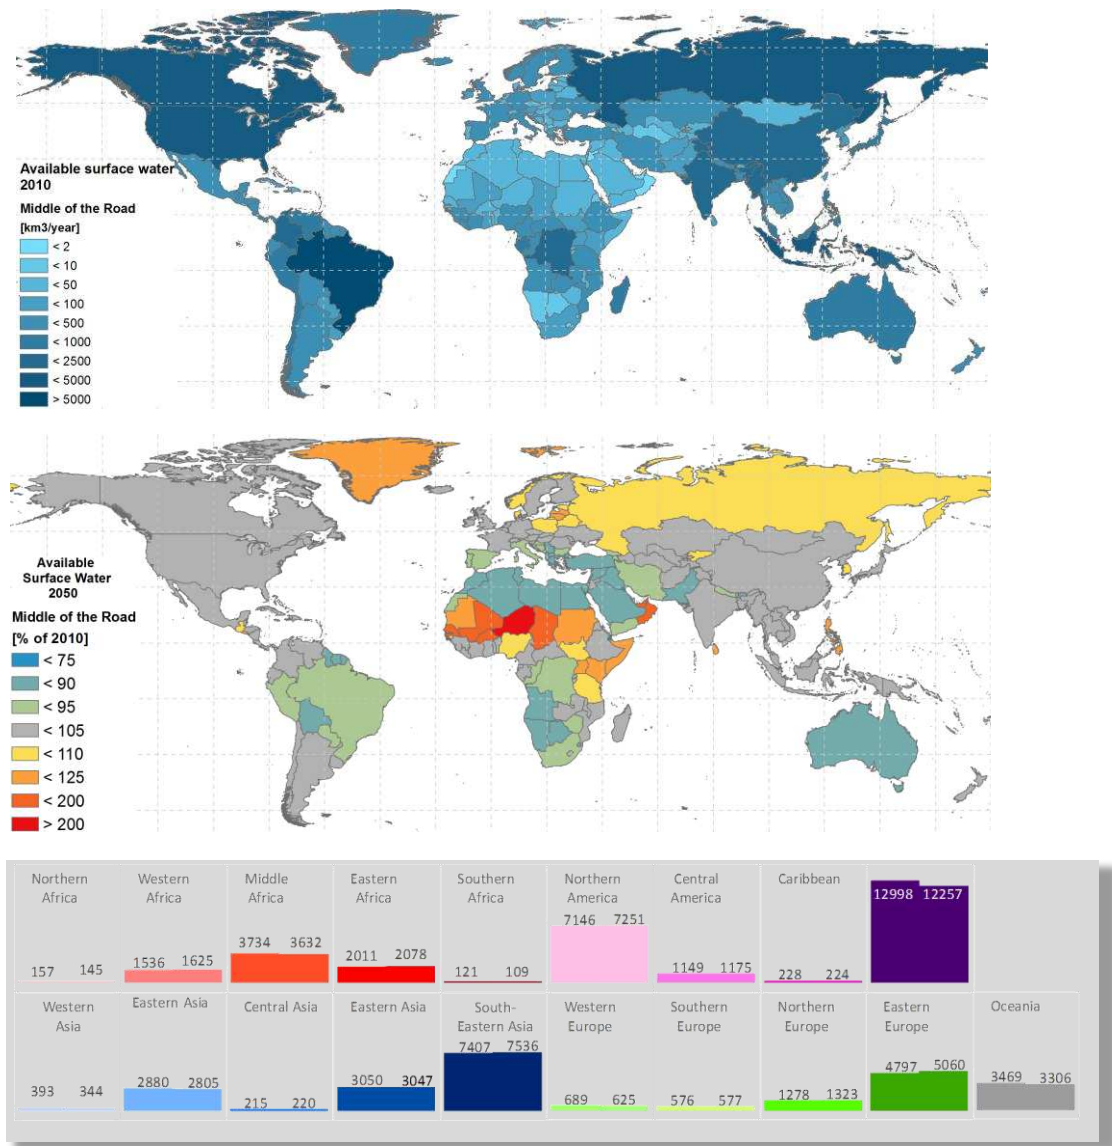 Available surface water
2010
Middle of the Road
[km3/year]
< 2
< 10
< 50
< 100
< 500
< 1000
< 2500
< 5000
> 5000
Available
Surface Water
2050
Middle of the Road
[% of 2010]
< 75
< 90
< 95
< 105
< 110
< 125
< 200
> 200
Northern
Africa
157 145
Western
Africa
1536 1625
Middle
Africa
3734 3632
Eastern
Africa
2011 2078
Southern
Africa
121 109
Northern
America
7146 7251
Central
America
1149 1175
Caribbean
228 224
12998 12257
Western
Asia
393 344
Eastern Asia
2880 2805
Central Asia
215 220
Eastern Asia
3050 3047
South-
Eastern Asia
7407 7536
Western
Europe
689 625
Southern
Europe
576 577
Northern
Europe
1278 1323
Eastern
Europe
4797 5060
Oceania
3469 3306